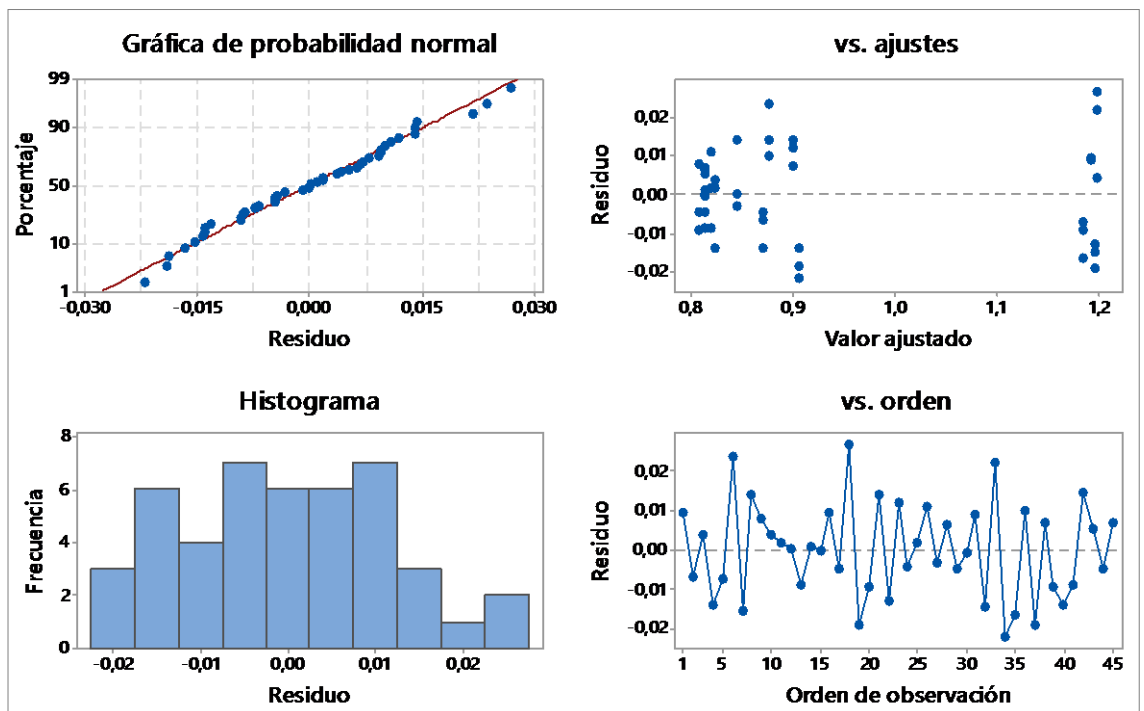 Gráfica de probabilidad normal
Porcentaje
99
90
50
10
1
-0,030 -0,015 0,000 0,015 0,030
Residuo
vs. ajustes
Residuo
0,02
0,01
0,00
-0,01
-0,02
0,8 0,9 1,0 1,1 1,2
Valor ajustado
Histograma
Frecuencia
8
6
4
2
0
-0,02 -0,01 0,00 0,01 0,02
Residuo
vs. orden
Residuo
0,02
0,01
0,00
-0,01
-0,02
1 5 10 15 20 25 30 35 40 45
Orden de observación